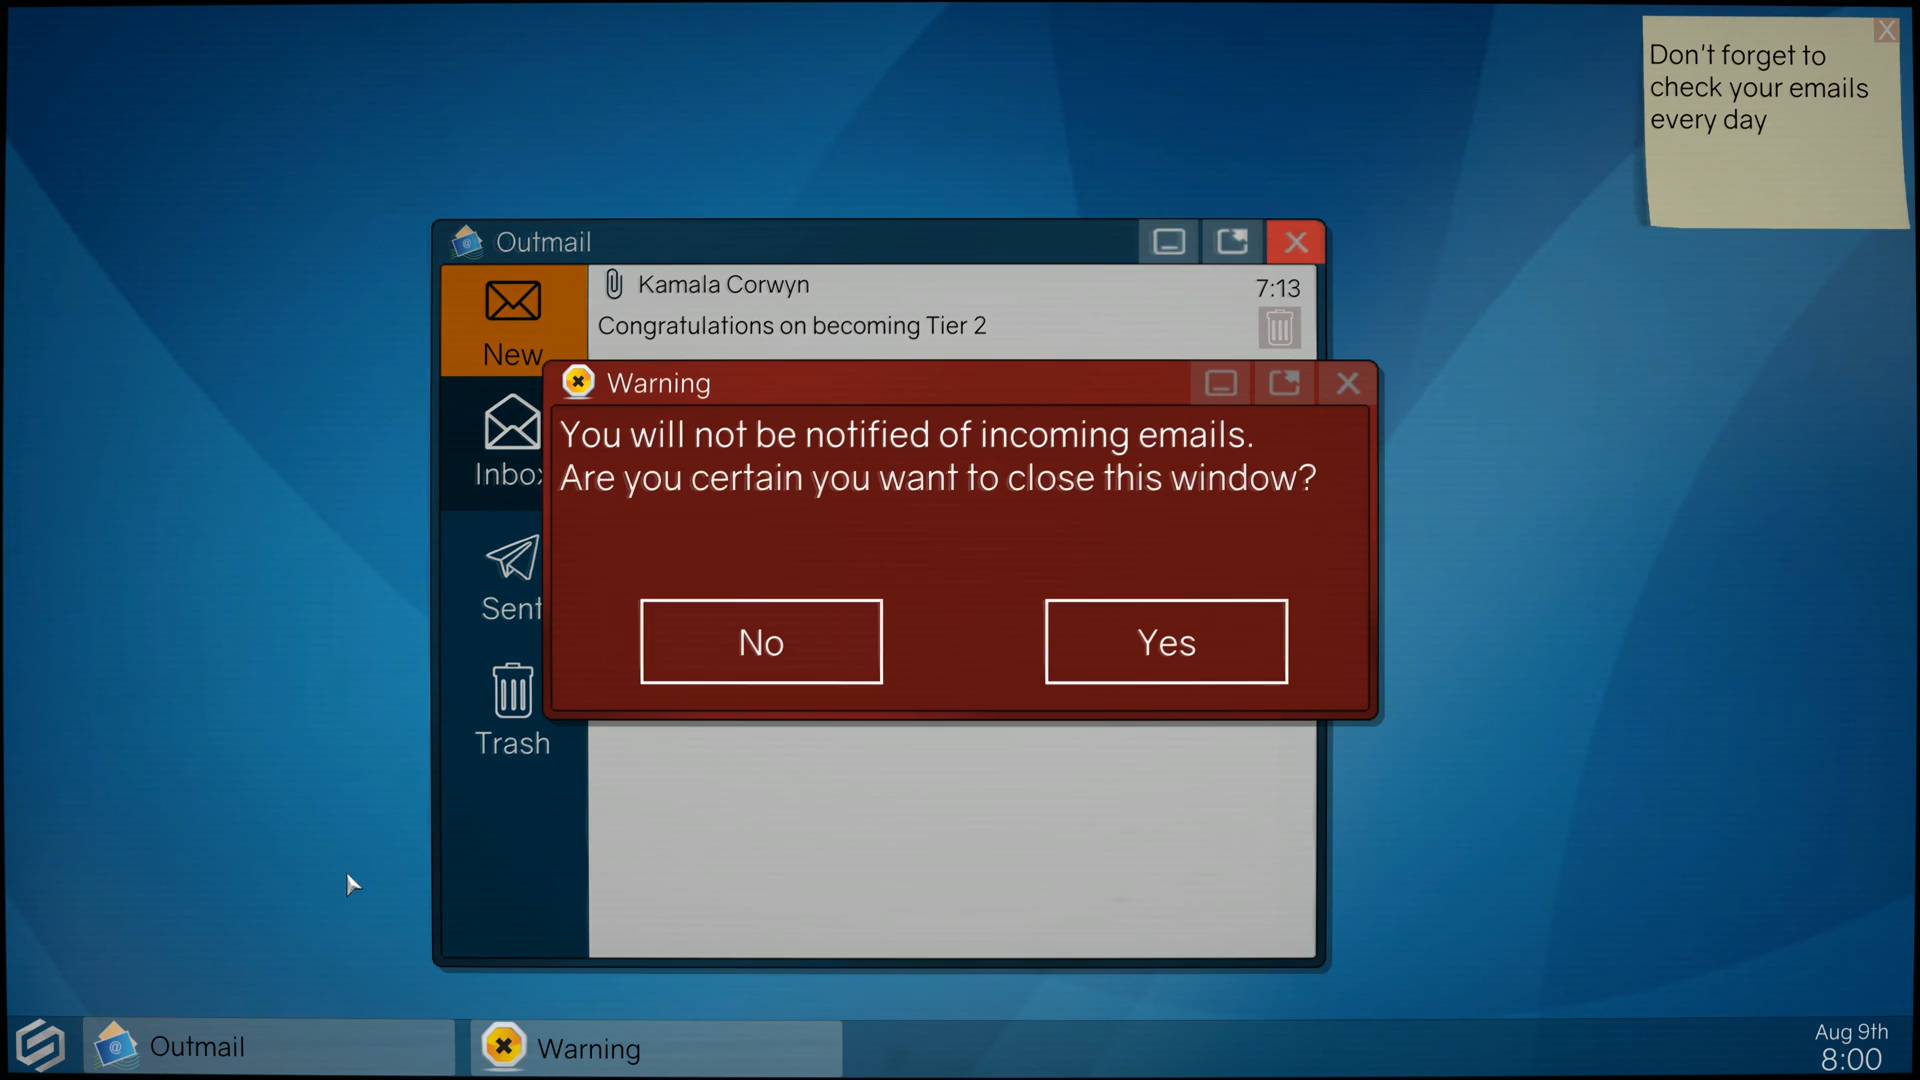 Don't forget to
check your emails
every day
X
Outmail
Kamala Corwyn
7:13
Congratulations on becoming Tier 2
New
Inbox
Sent
Trash
Warning
You will not be notified of incoming emails.
Are you certain you want to close this window?
No
Yes
Outmail
Warning
Aug 9th
8:00